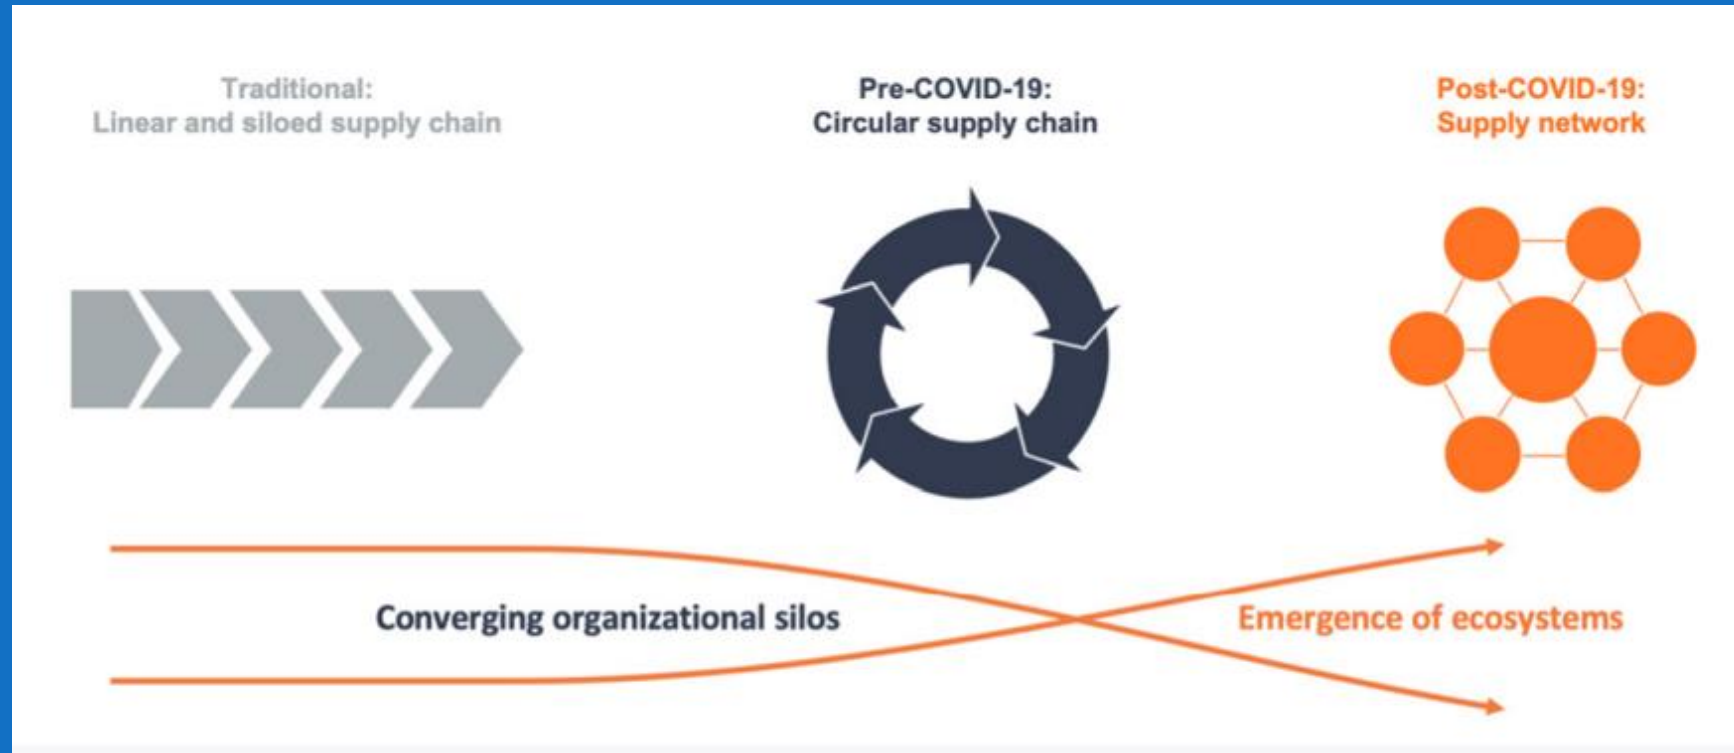 Traditional:
Linear and siloed supply chain
Pre-COVID-19:
Circular supply chain
Post-COVID-19:
Supply network
Converging organizational silos
Emergence of ecosystems